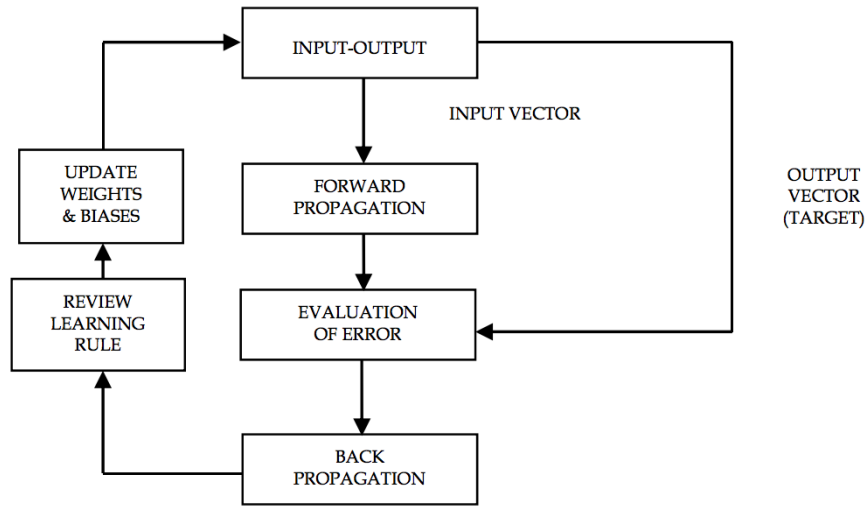 INPUT-OUTPUT
INPUT VECTOR
UPDATE
WEIGHTS
& BIASES
FORWARD
PROPAGATION
OUTPUT
VECTOR
(TARGET)
REVIEW
LEARNING
RULE
EVALUATION
OF ERROR
BACK
PROPAGATION